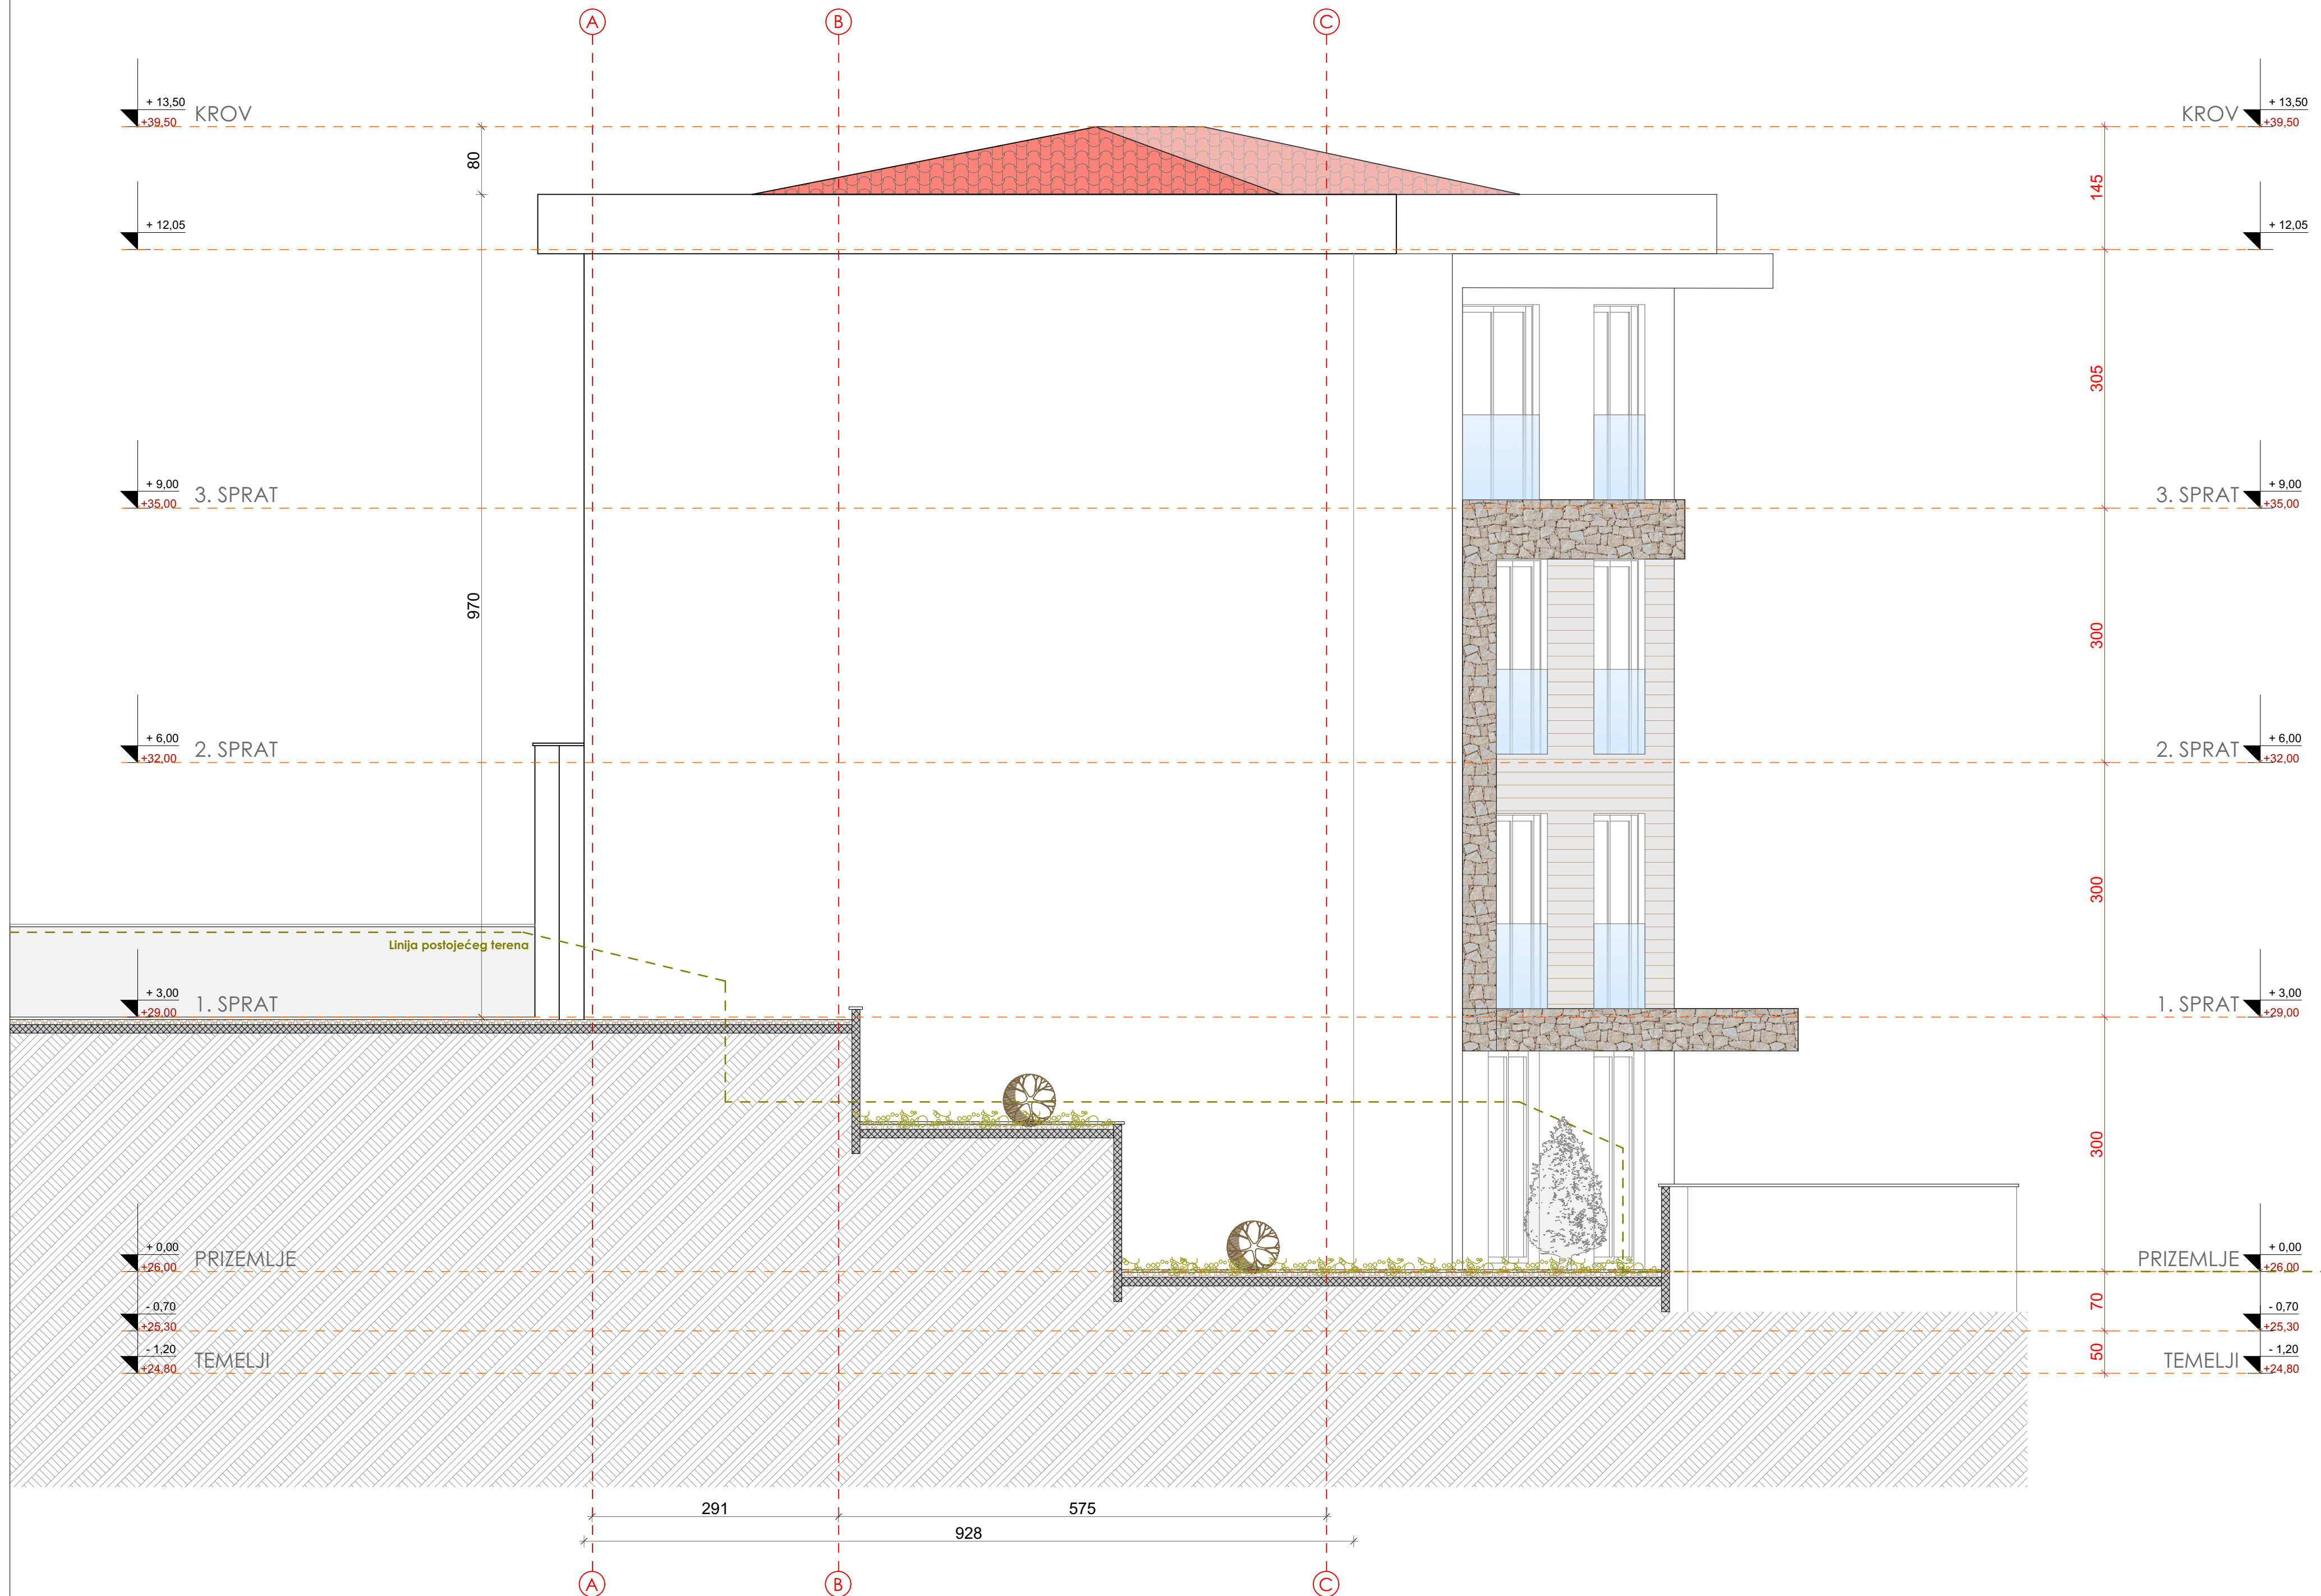 A B C
+ 13,50 KROV
+39,50
KROV + 13,50
+39,50
80
145
+ 12,05
+ 12,05
305
+ 9,00 3. SPRAT
+35,00
3. SPRAT + 9,00
+35,00
970
300
+ 6,00 2. SPRAT
+32,00
2. SPRAT + 6,00
+32,00
300
Linija postojećeg terena
+ 3,00 1. SPRAT
+29,00
1. SPRAT + 3,00
+29,00
300
+ 0,00 PRIZEMLJE
+26,00
PRIZEMLJE + 0,00
+26,00
70
- 0,70
+25,30
- 0,70
+25,30
50
- 1,20 TEMELJI
+24,80
TEMELJI - 1,20
+24,80
291 575
928
A B C